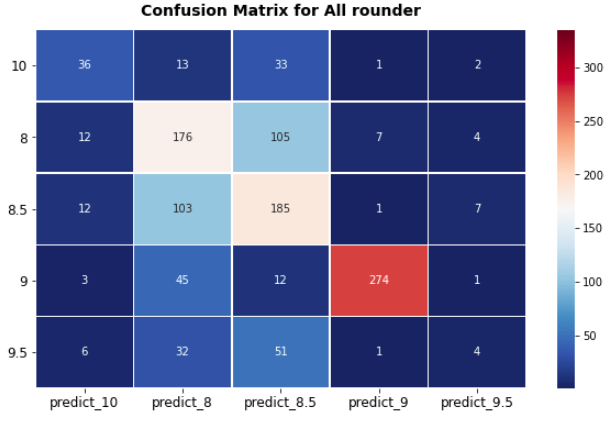 Confusion Matrix for All rounder
10 36 13 33 1 2
8 12 176 105 7 4
8.5 12 103 185 1 7
9 3 45 12 274 1
9.5 6 32 51 1 4
predict_10 predict_8 predict_8.5 predict_9 predict_9.5
300
250
200
150
100
50